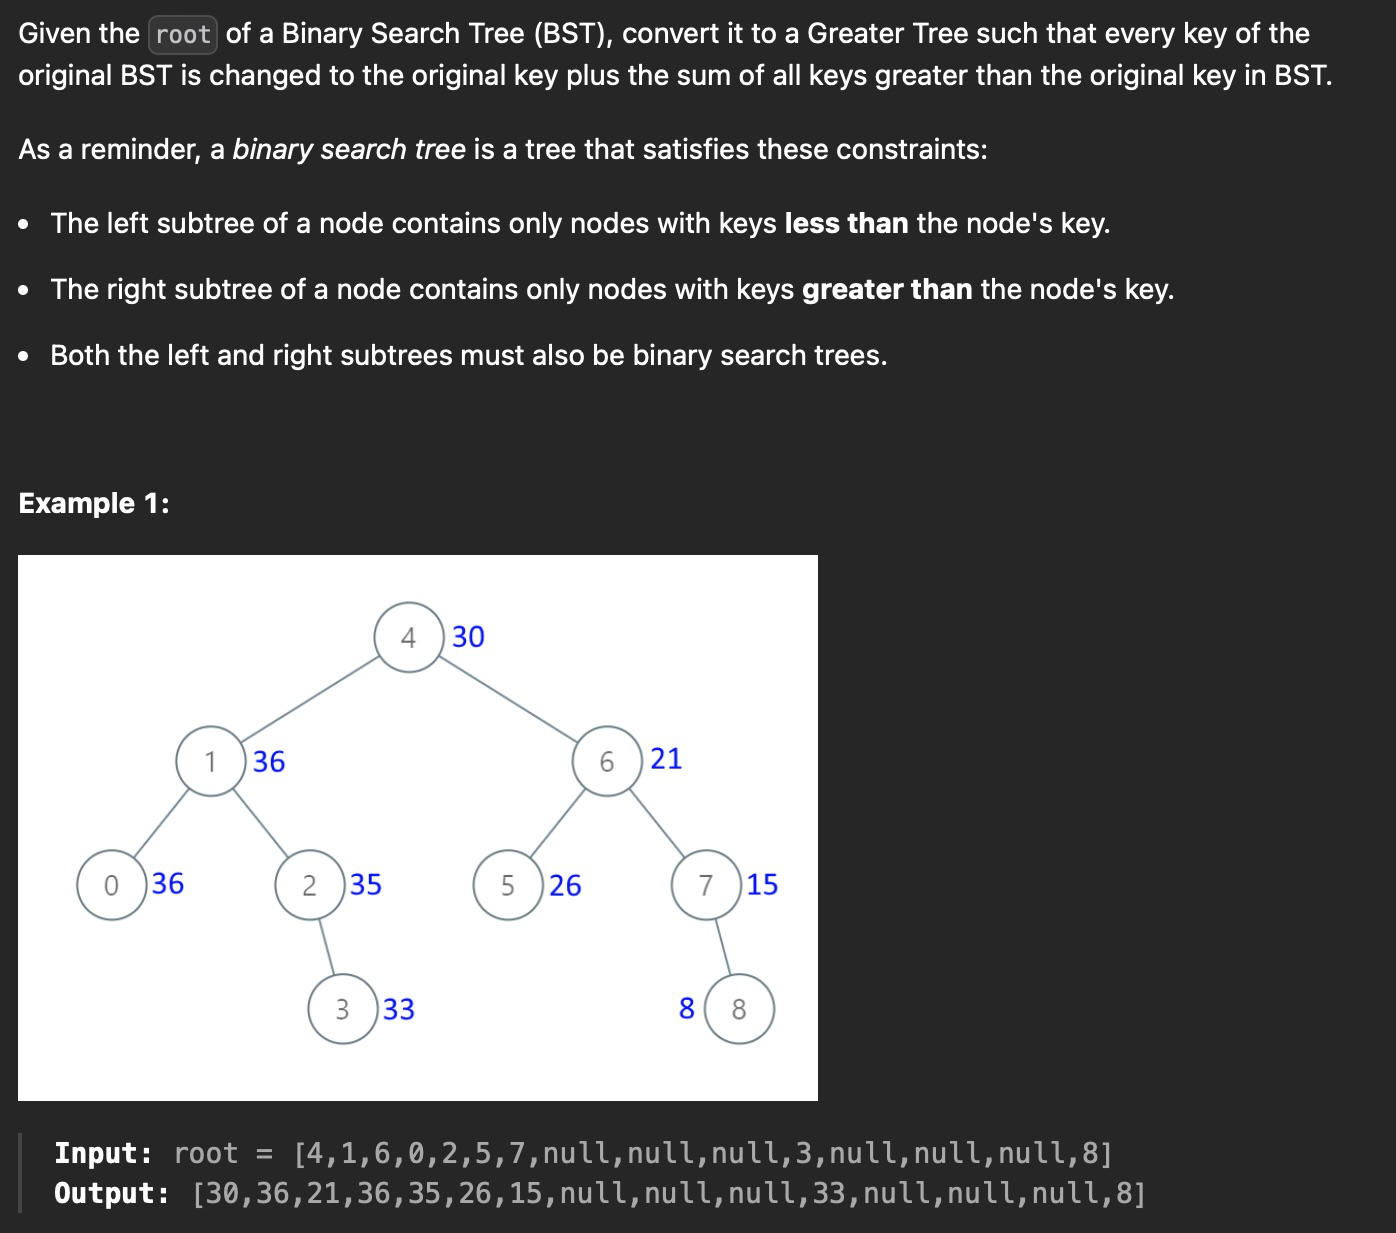 Given the root of a Binary Search Tree (BST), convert it to a Greater Tree such that every key of the
original BST is changed to the original key plus the sum of all keys greater than the original key in BST.
As a reminder, a binary search tree is a tree that satisfies these constraints:
• The left subtree of a node contains only nodes with keys less than the node's key.
• The right subtree of a node contains only nodes with keys greater than the node's key.
• Both the left and right subtrees must also be binary search trees.
Example 1:
4 30
1 36 6 21
0 36 2 35 5 26 7 15
3 33 8 8
Input: root = [4,1,6,0,2,5,7,null,null,null,3,null,null,null,8]
Output: [30,36,21,36,35,26,15,null,null,null,33,null,null,null,8]